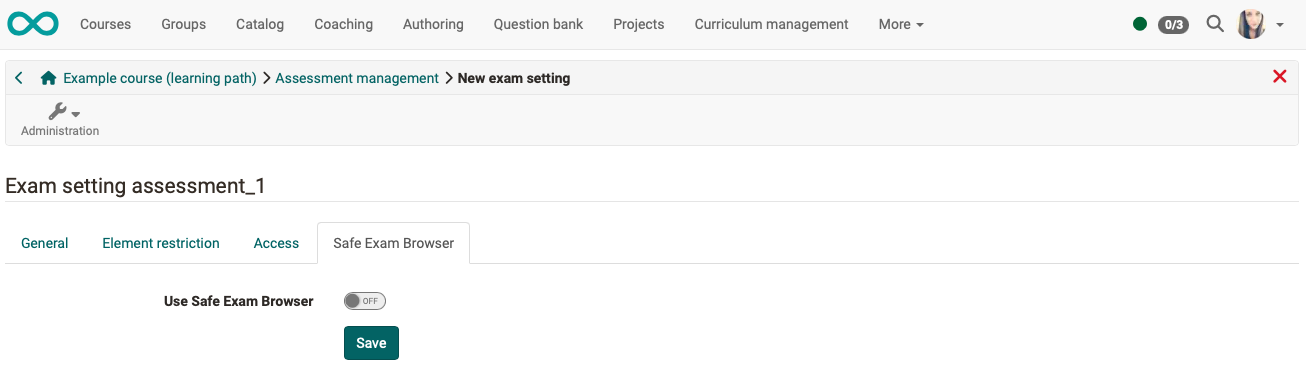 Courses Groups Catalog Coaching Authoring Question bank Projects Curriculum management More 0/3
Example course (learning path) Assessment management New exam setting
Administration
Exam setting assessment_1
General Element restriction Access Safe Exam Browser
Use Safe Exam Browser OFF
Save